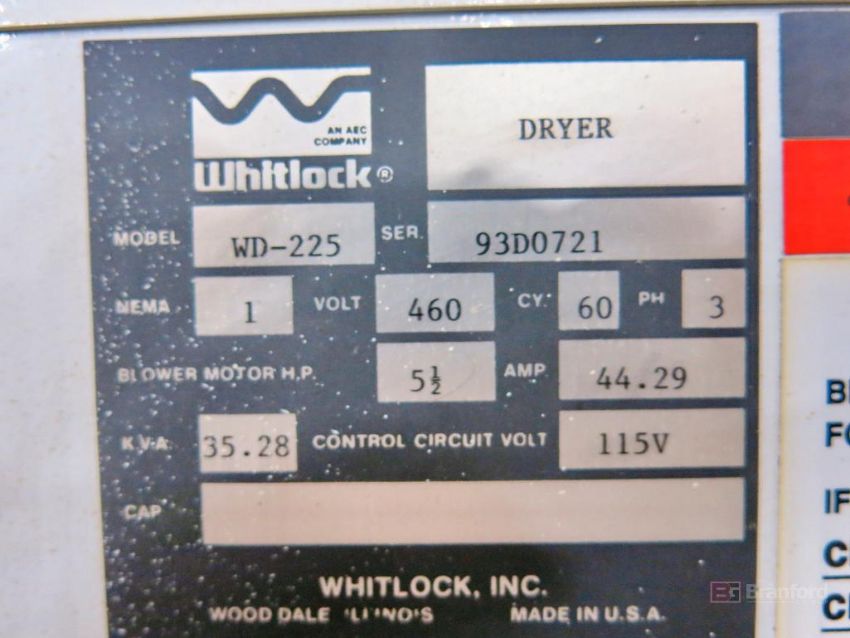 AN AEC
COMPANY
Whitlock®
DRYER
MODEL WD-225 SER. 93D0721
NEMA 1 VOLT 460 CY. 60 PH 3
BLOWER MOTOR H.P. 5½ AMP 44.29
K.V.A. 35.28 CONTROL CIRCUIT VOLT 115V
CAP
WHITLOCK, INC.
WOOD DALE ILLINOIS MADE IN U.S.A.
IF
Branford